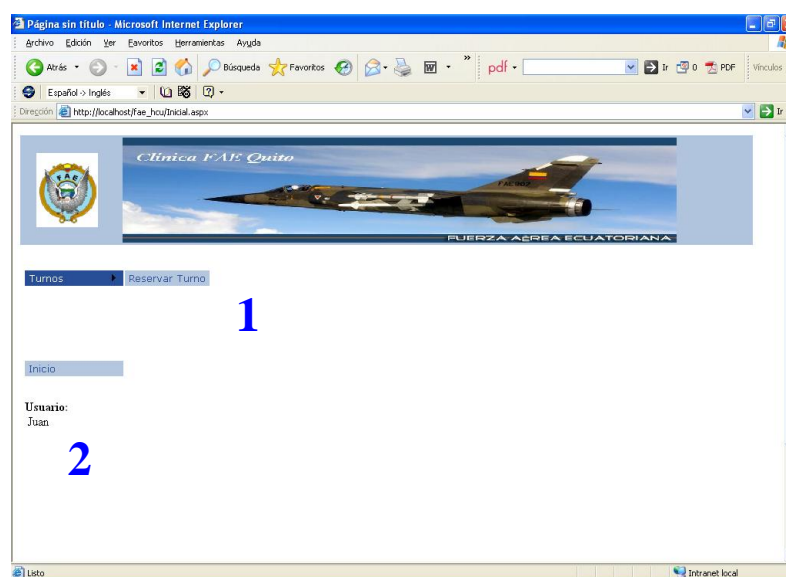 Página sin título - Microsoft Internet Explorer
Archivo Edición Ver Favoritos Herramientas Ayuda
Atrás Búsqueda Favoritos W » pdf Ir 0 PDF Vínculos
Español -> Inglés
Dirección http://localhost/fae_hcu/Inicial.aspx Ir
Clínica FAE Quito
FAE
FUERZA AÉREA ECUATORIANA
Turnos Reservar Turno
1
Inicio
Usuario:
Juan
2
Listo Intranet local